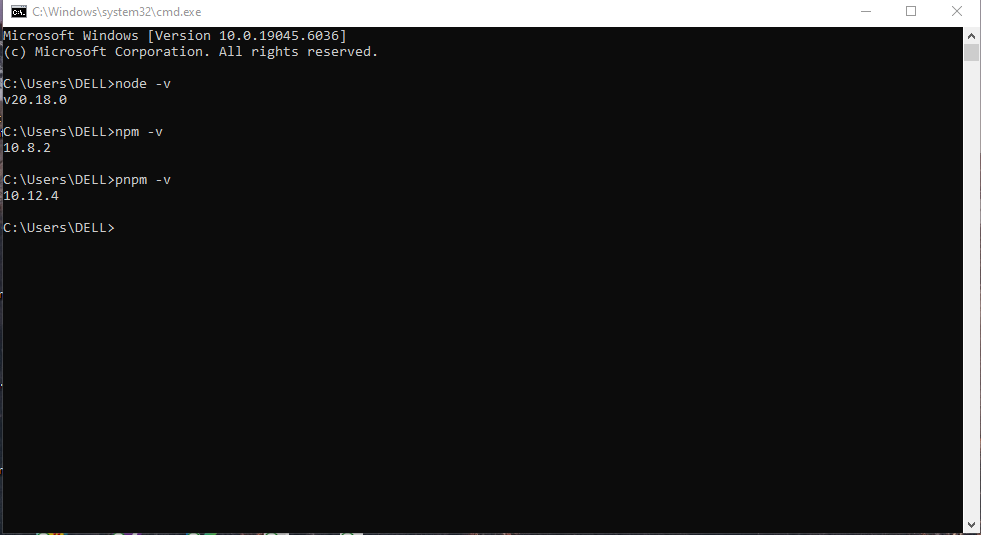 C:\Windows\system32\cmd.exe
Microsoft Windows [Version 10.0.19045.6036]
(c) Microsoft Corporation. All rights reserved.
C:\Users\DELL>node -v
v20.18.0
C:\Users\DELL>npm -v
10.8.2
C:\Users\DELL>pnpm -v
10.12.4
C:\Users\DELL>